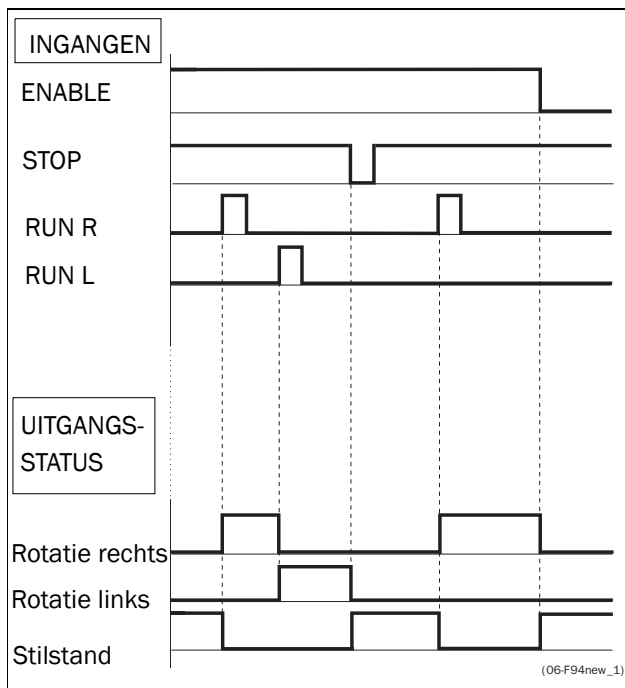 INGANGEN
ENABLE
STOP
RUN R
RUN L
UITGANGS-
STATUS
Rotatie rechts
Rotatie links
Stilstand
(06-F94new_1)